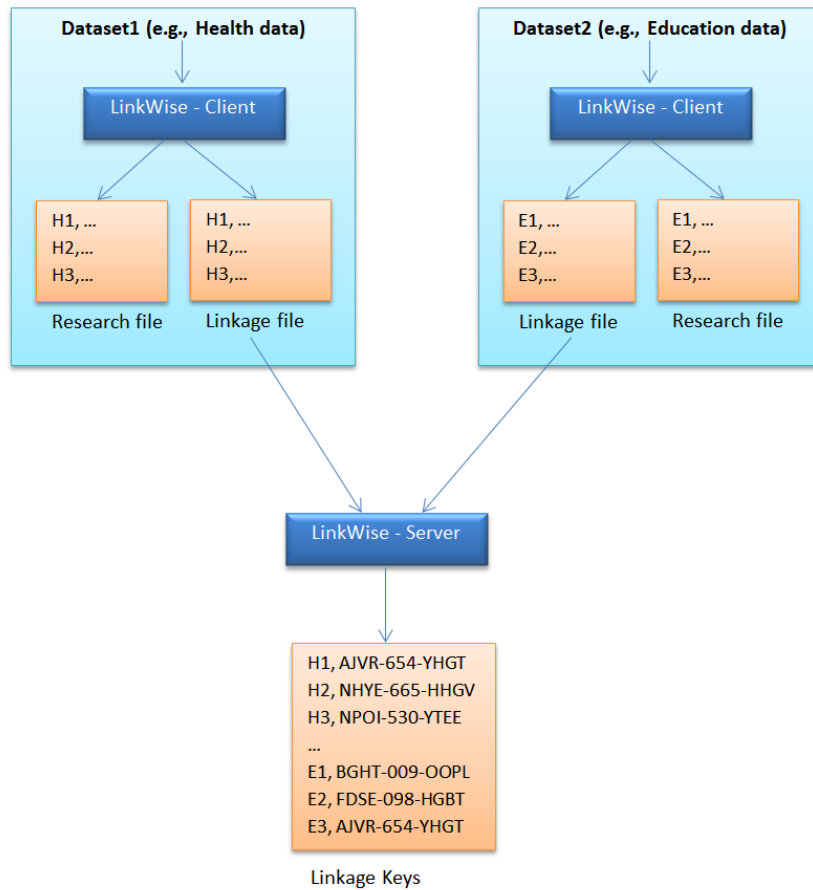 Dataset1 (e.g., Health data)
LinkWise - Client
H1, ...
H2,...
H3,...
Research file
H1, ...
H2,...
H3,...
Linkage file
Dataset2 (e.g., Education data)
LinkWise - Client
E1, ...
E2,...
E3,...
Linkage file
E1, ...
E2,...
E3,...
Research file
LinkWise - Server
H1, AJVR-654-YHGT
H2, NHYE-665-HHGV
H3, NPOI-530-YTEE
...
E1, BGHT-009-OOPL
E2, FDSE-098-HGBT
E3, AJVR-654-YHGT
Linkage Keys